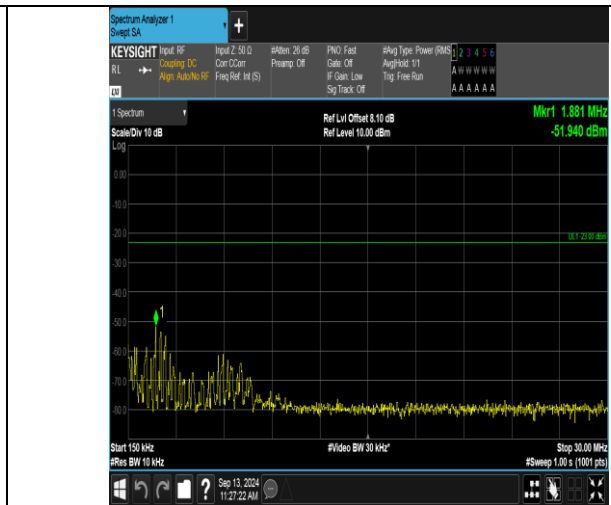 Spectrum Analyzer 1
Swept SA
+
KEYSIGHT Input: RF Input Z: 50 Ω #Atten: 26 dB PNO: Fast #Avg Type: Power (RMS 1 2 3 4 5 6
RL Coupling: DC Corr CCorr Preamp: Off Gate: Off Avg|Hold: 1/1 A W W W W W
Align: Auto/No RF Freq Ref: Int (S) IF Gain: Low Trig: Free Run
Sig Track: Off A A A A A A
LXI
1 Spectrum Ref Lvl Offset 8.10 dB Mkr1 1.881 MHz
Scale/Div 10 dB Ref Level 10.00 dBm -51.940 dBm
Log
0.00
-10.0
-20.0
DL1 -23.00 dBm
-30.0
-40.0
1
-50.0
-60.0
-70.0
-80.0
Start 150 kHz #Video BW 30 kHz* Stop 30.00 MHz
#Res BW 10 kHz #Sweep 1.00 s (1001 pts)
? Sep 13, 2024
11:27:22 AM